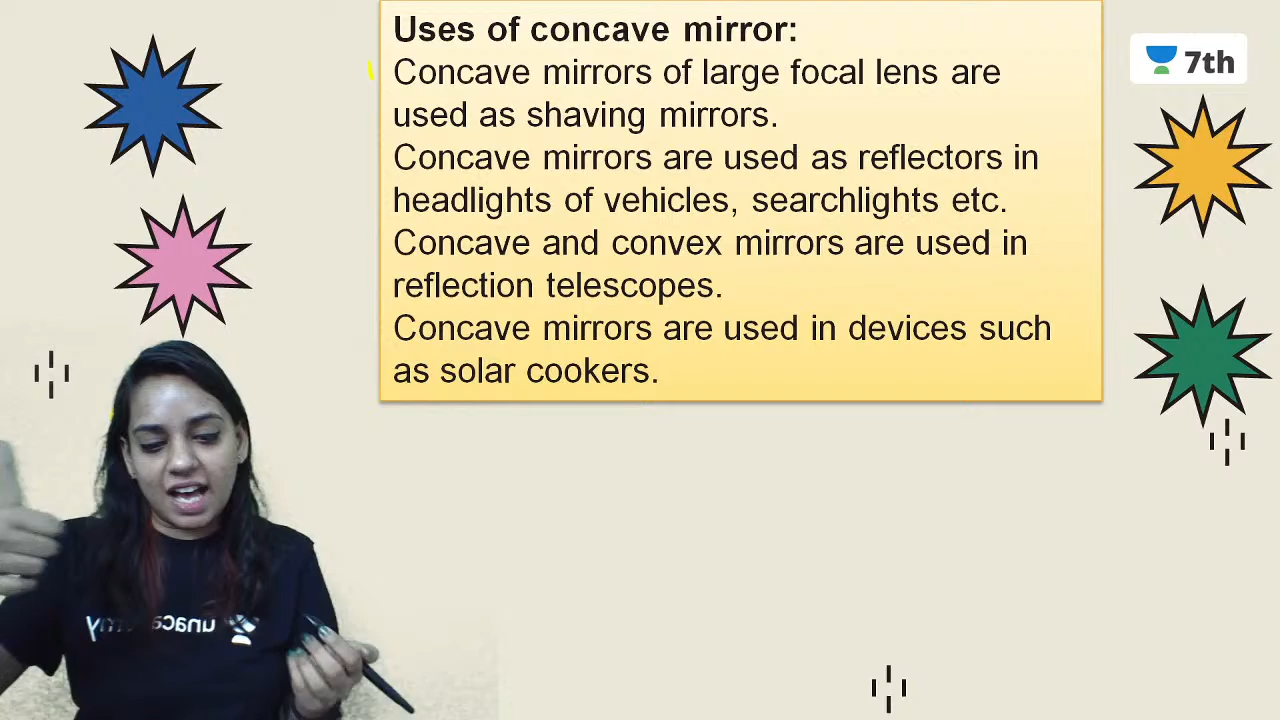 Uses of concave mirror:
Concave mirrors of large focal lens are
used as shaving mirrors.
Concave mirrors are used as reflectors in
headlights of vehicles, searchlights etc.
Concave and convex mirrors are used in
reflection telescopes.
Concave mirrors are used in devices such
as solar cookers.
7th
unacademy